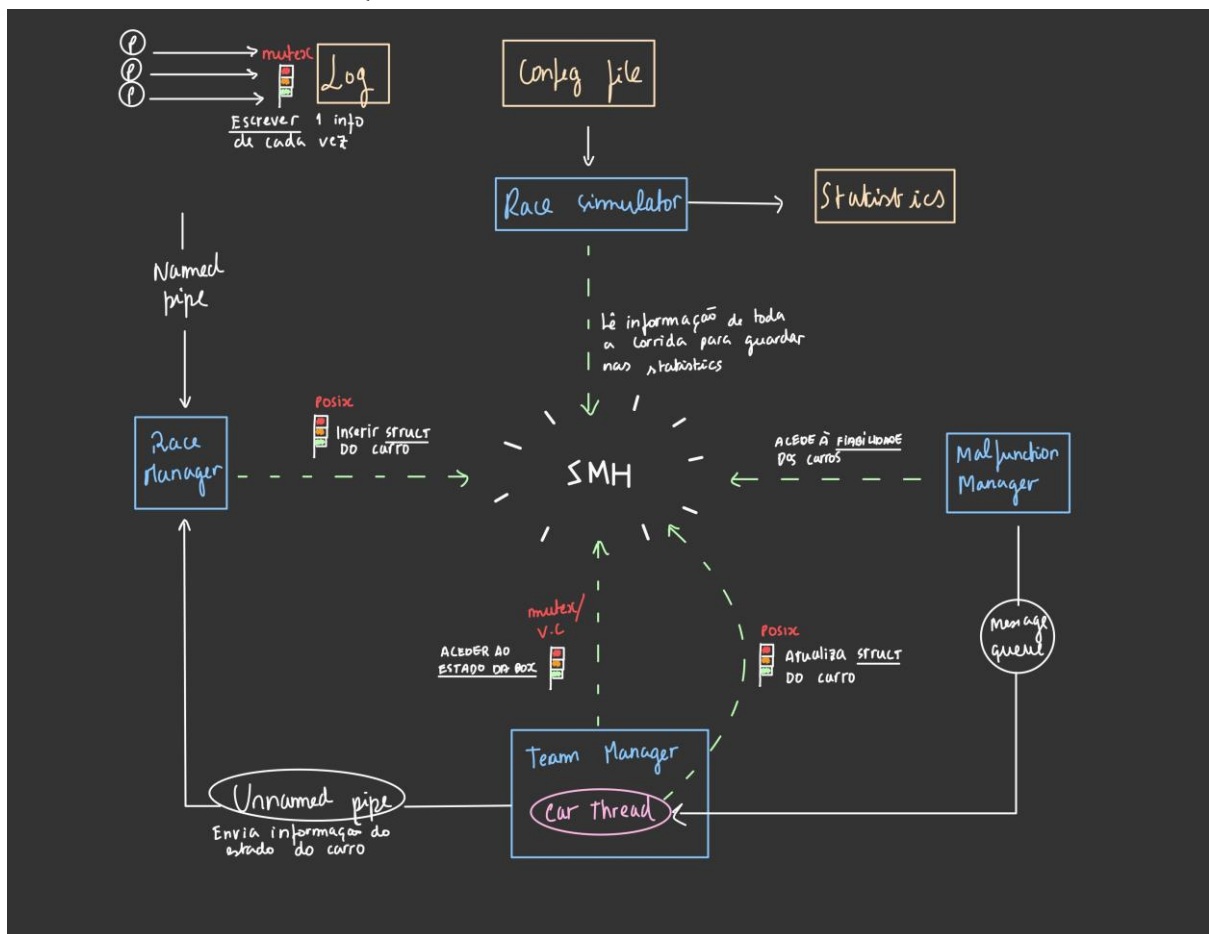 P
P
P
mutex
Log
Escrever 1 info
de cada vez
Config file
Race Simmulator
Statistics
Named
pipe
Lê informação de toda
a corrida para guardar
nas statistics
Race
Manager
Posix
Inserir STRUCT
DO carro
SMH
ACEDE À FIABILIDADE
DOS CARROS
Malfunction
Manager
mutex/
V.C
ACEDER AO
ESTADO DA BOX
Posix
Atualiza STRUCT
DO carro
Message
queue
Team Manager
Car Thread
Unnamed pipe
Envia informação do
estado do carro